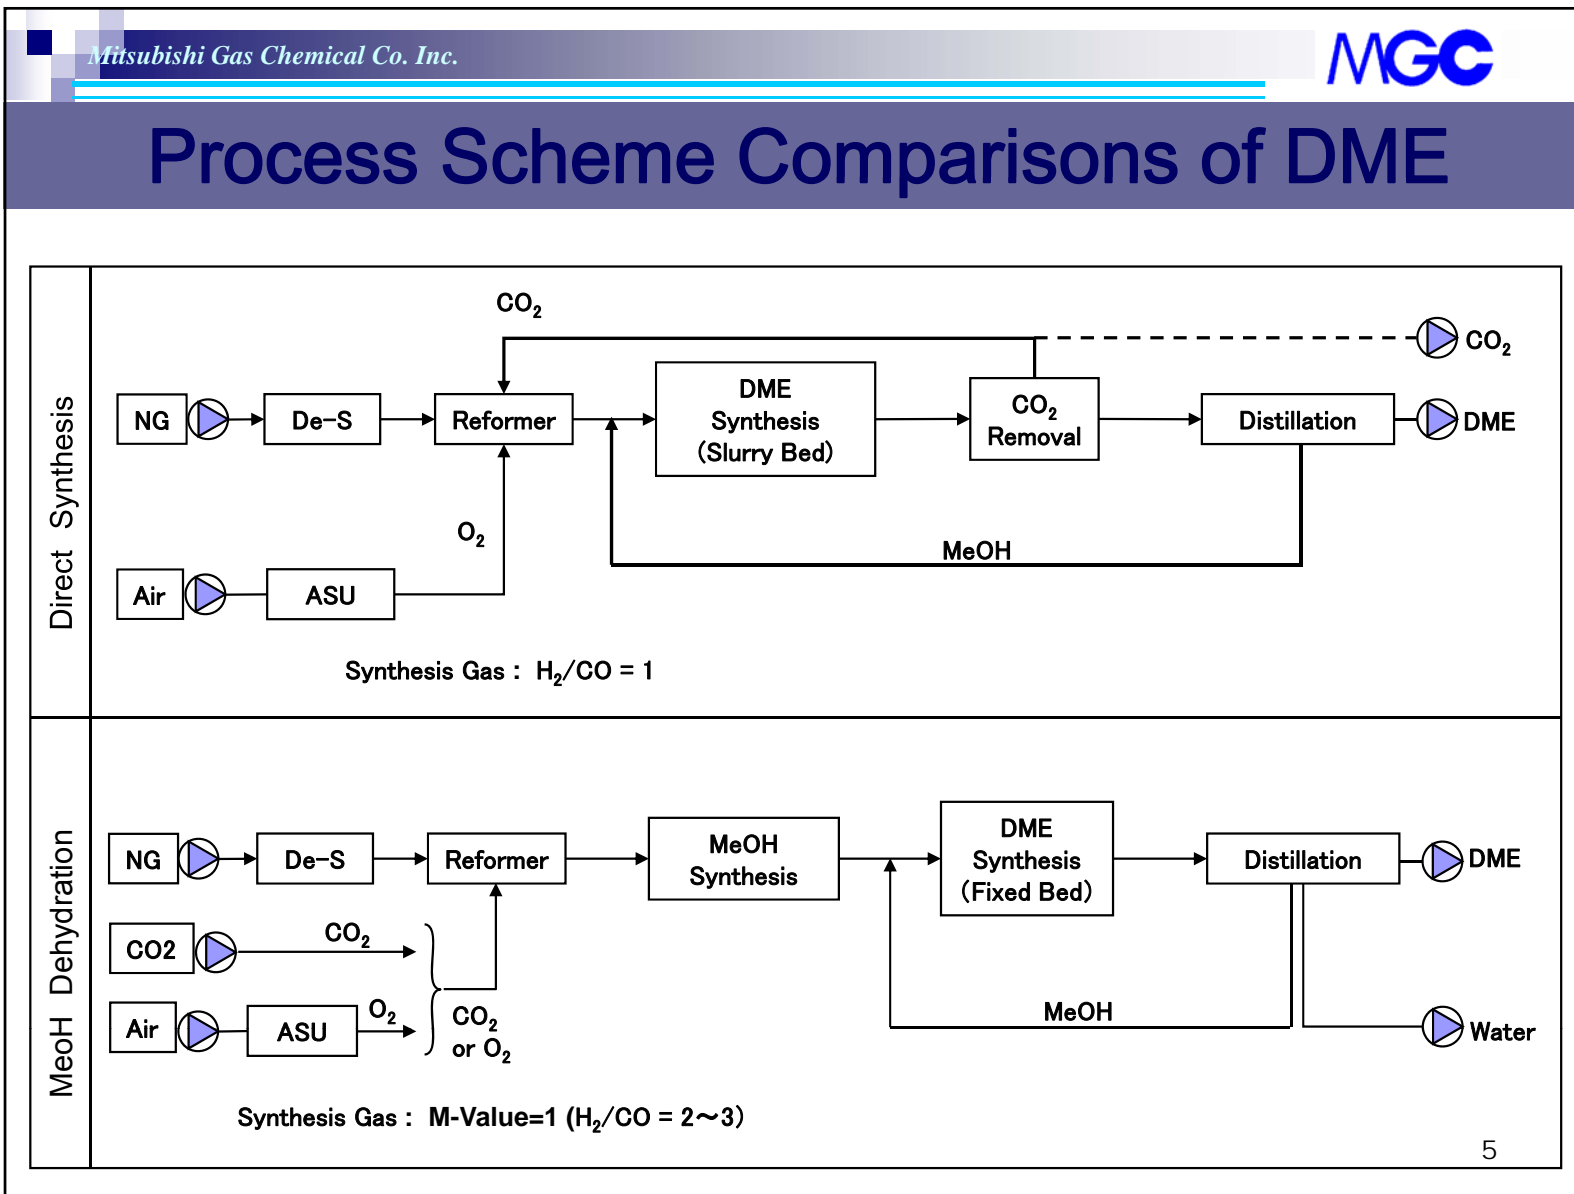 Mitsubishi Gas Chemical Co. Inc.
MGC
Process Scheme Comparisons of DME
Direct Synthesis
CO₂
CO₂
NG
De-S
Reformer
DME
Synthesis
(Slurry Bed)
CO₂
Removal
Distillation
DME
O₂
MeOH
Air
ASU
Synthesis Gas : H₂/CO = 1
MeoH Dehydration
NG
De-S
Reformer
MeOH
Synthesis
DME
Synthesis
(Fixed Bed)
Distillation
DME
CO2
CO₂
Air
ASU
O₂
CO₂
or O₂
MeOH
Water
Synthesis Gas : M-Value=1 (H₂/CO = 2～3)
5